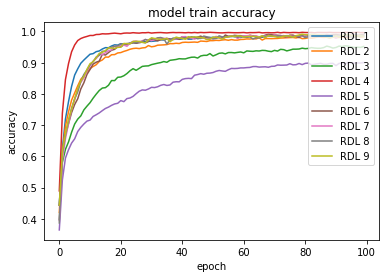 model train accuracy
accuracy
1.0
0.9
0.8
0.7
0.6
0.5
0.4
0
20
40
60
80
100
epoch
RDL 1
RDL 2
RDL 3
RDL 4
RDL 5
RDL 6
RDL 7
RDL 8
RDL 9